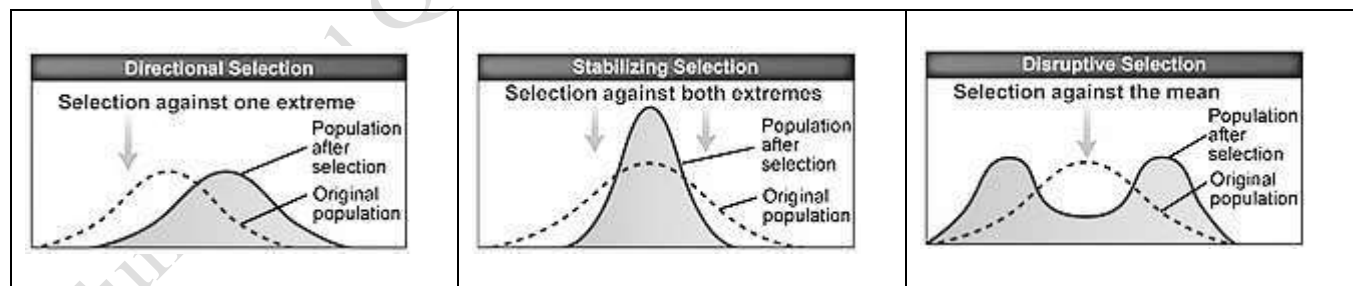 Directional Selection
Selection against one extreme
Population
after
selection
Original
population
Stabilizing Selection
Selection against both extremes
Population
after
selection
Original
population
Disruptive Selection
Selection against the mean
Population
after
selection
Original
population